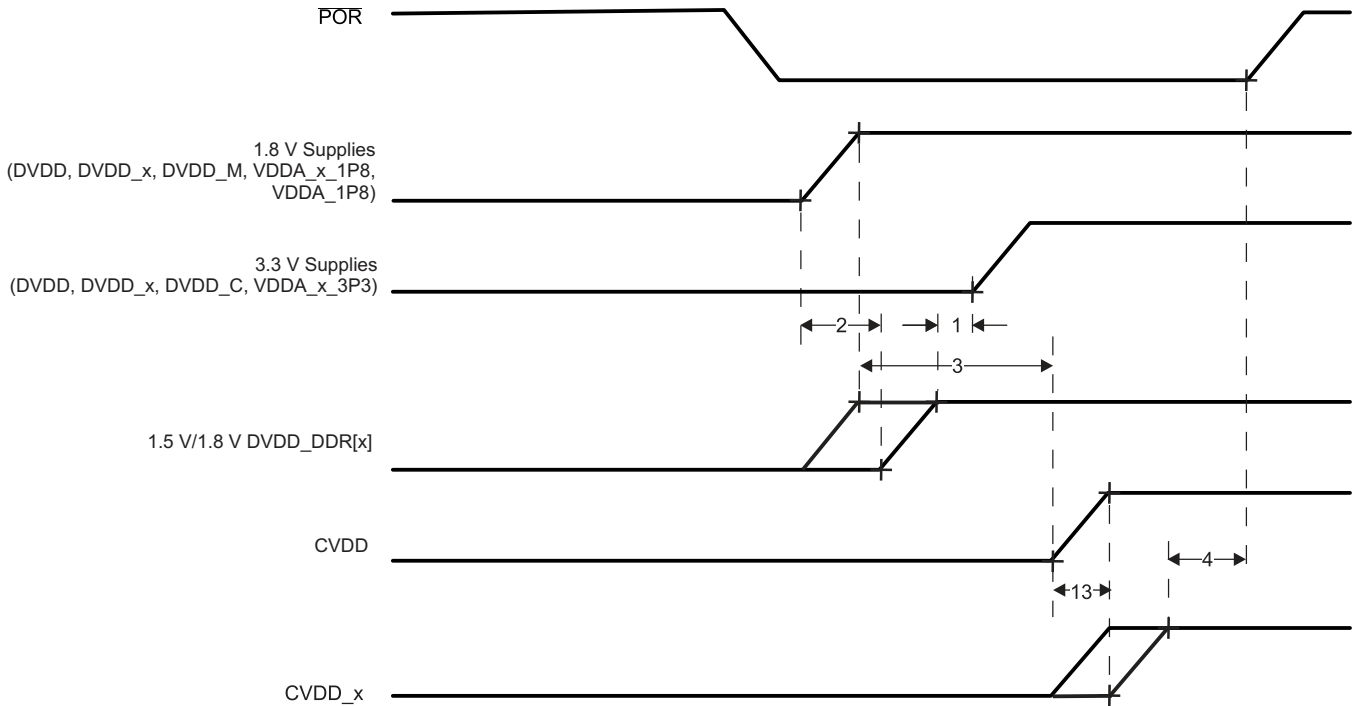 POR
1.8 V Supplies
(DVDD, DVDD_x, DVDD_M, VDDA_x_1P8,
VDDA_1P8)
3.3 V Supplies
(DVDD, DVDD_x, DVDD_C, VDDA_x_3P3)
2
1
3
1.5 V/1.8 V DVDD_DDR[x]
CVDD
4
13
CVDD_x